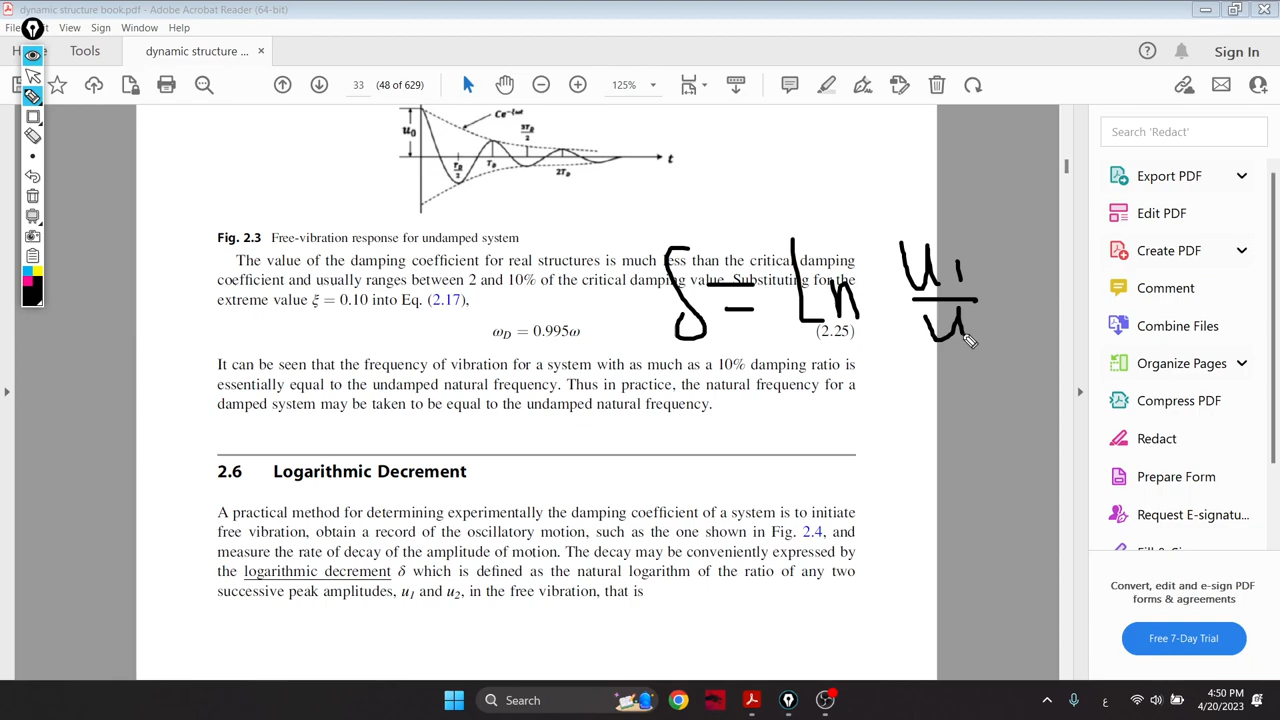 dynamic structure book.pdf - Adobe Acrobat Reader (64-bit)
File View Sign Window Help
Tools dynamic structure ... × Sign In
33 (48 of 629) 125%
Search 'Redact'
Export PDF
Edit PDF
Create PDF
Comment
Combine Files
Organize Pages
Compress PDF
Redact
Prepare Form
Request E-signatu...
Convert, edit and e-sign PDF
forms & agreements
Free 7-Day Trial
u₀
T_D/2
T_D
3T_D/2
2T_D
t
Fig. 2.3 Free-vibration response for undamped system
The value of the damping coefficient for real structures is much less than the critical damping
coefficient and usually ranges between 2 and 10% of the critical damping value. Substituting for the
extreme value ξ = 0.10 into Eq. (2.17),
ω_D = 0.995ω (2.25)
δ = Ln u₁/u
It can be seen that the frequency of vibration for a system with as much as a 10% damping ratio is
essentially equal to the undamped natural frequency. Thus in practice, the natural frequency for a
damped system may be taken to be equal to the undamped natural frequency.
2.6 Logarithmic Decrement
A practical method for determining experimentally the damping coefficient of a system is to initiate
free vibration, obtain a record of the oscillatory motion, such as the one shown in Fig. 2.4, and
measure the rate of decay of the amplitude of motion. The decay may be conveniently expressed by
the logarithmic decrement δ which is defined as the natural logarithm of the ratio of any two
successive peak amplitudes, u₁ and u₂, in the free vibration, that is
Search
ع
4:50 PM
4/20/2023